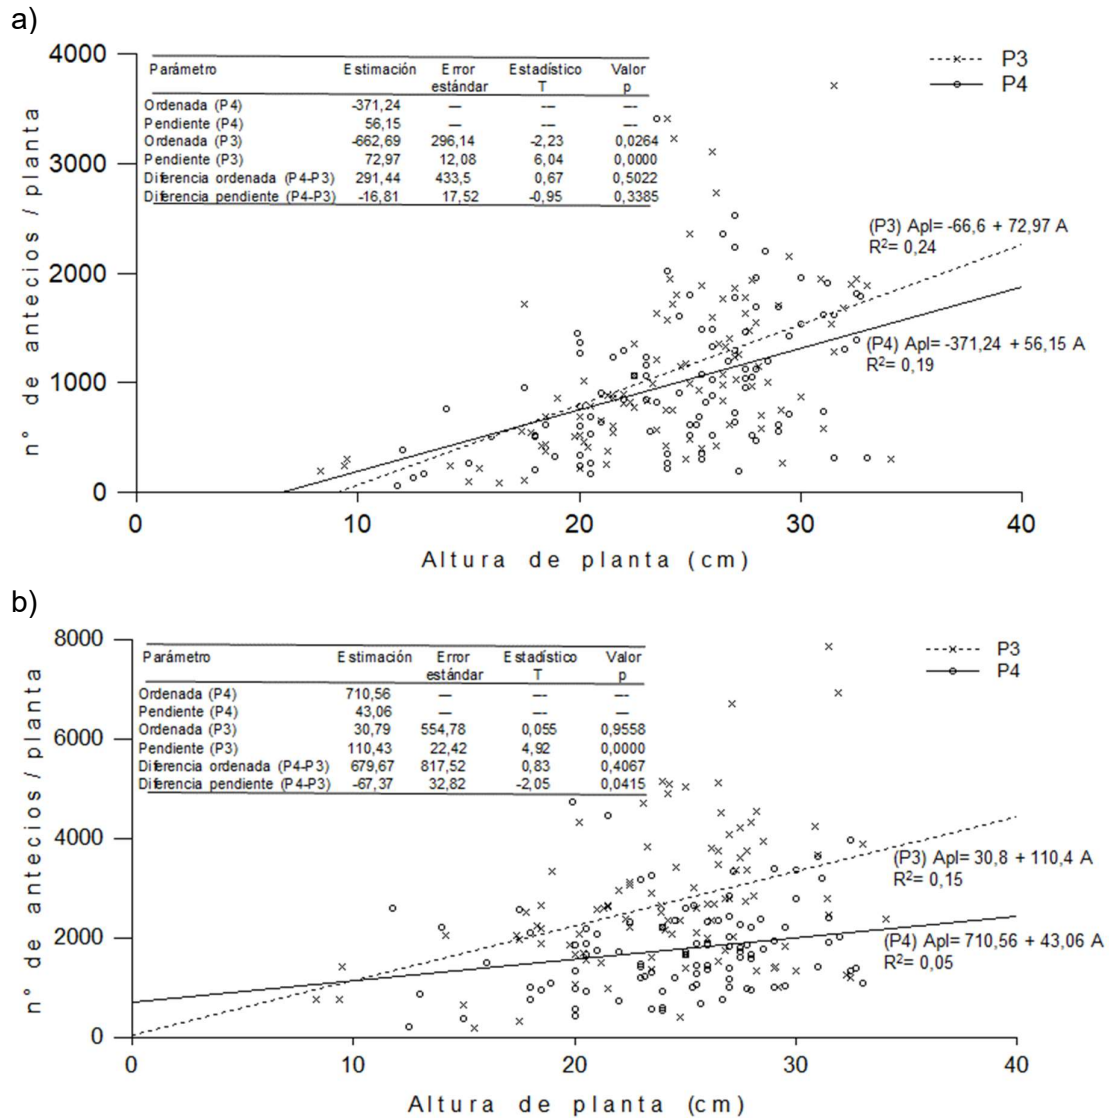 a)
4000
3000
2000
1000
0
n° de antecios / planta
Parámetro Estimación Error estándar Estadístico T Valor p
Ordenada (P4) -371,24 — --- ---
Pendiente (P4) 56,15 — --- ---
Ordenada (P3) -662,69 296,14 -2,23 0,0264
Pendiente (P3) 72,97 12,08 6,04 0,0000
Diferencia ordenada (P4-P3) 291,44 433,5 0,67 0,5022
Diferencia pendiente (P4-P3) -16,81 17,52 -0,95 0,3385
P3
P4
(P3) Apl= -66,6 + 72,97 A
R²= 0,24
(P4) Apl= -371,24 + 56,15 A
R²= 0,19
0 10 20 30 40
Altura de planta (cm)
b)
8000
6000
4000
2000
0
n° de antecios / planta
Parámetro Estimación Error estándar Estadístico T Valor p
Ordenada (P4) 710,56 — --- ---
Pendiente (P4) 43,06 — --- ---
Ordenada (P3) 30,79 554,78 0,055 0,9558
Pendiente (P3) 110,43 22,42 4,92 0,0000
Diferencia ordenada (P4-P3) 679,67 817,52 0,83 0,4067
Diferencia pendiente (P4-P3) -67,37 32,82 -2,05 0,0415
P3
P4
(P3) Apl= 30,8 + 110,4 A
R²= 0,15
(P4) Apl= 710,56 + 43,06 A
R²= 0,05
0 10 20 30 40
Altura de planta (cm)